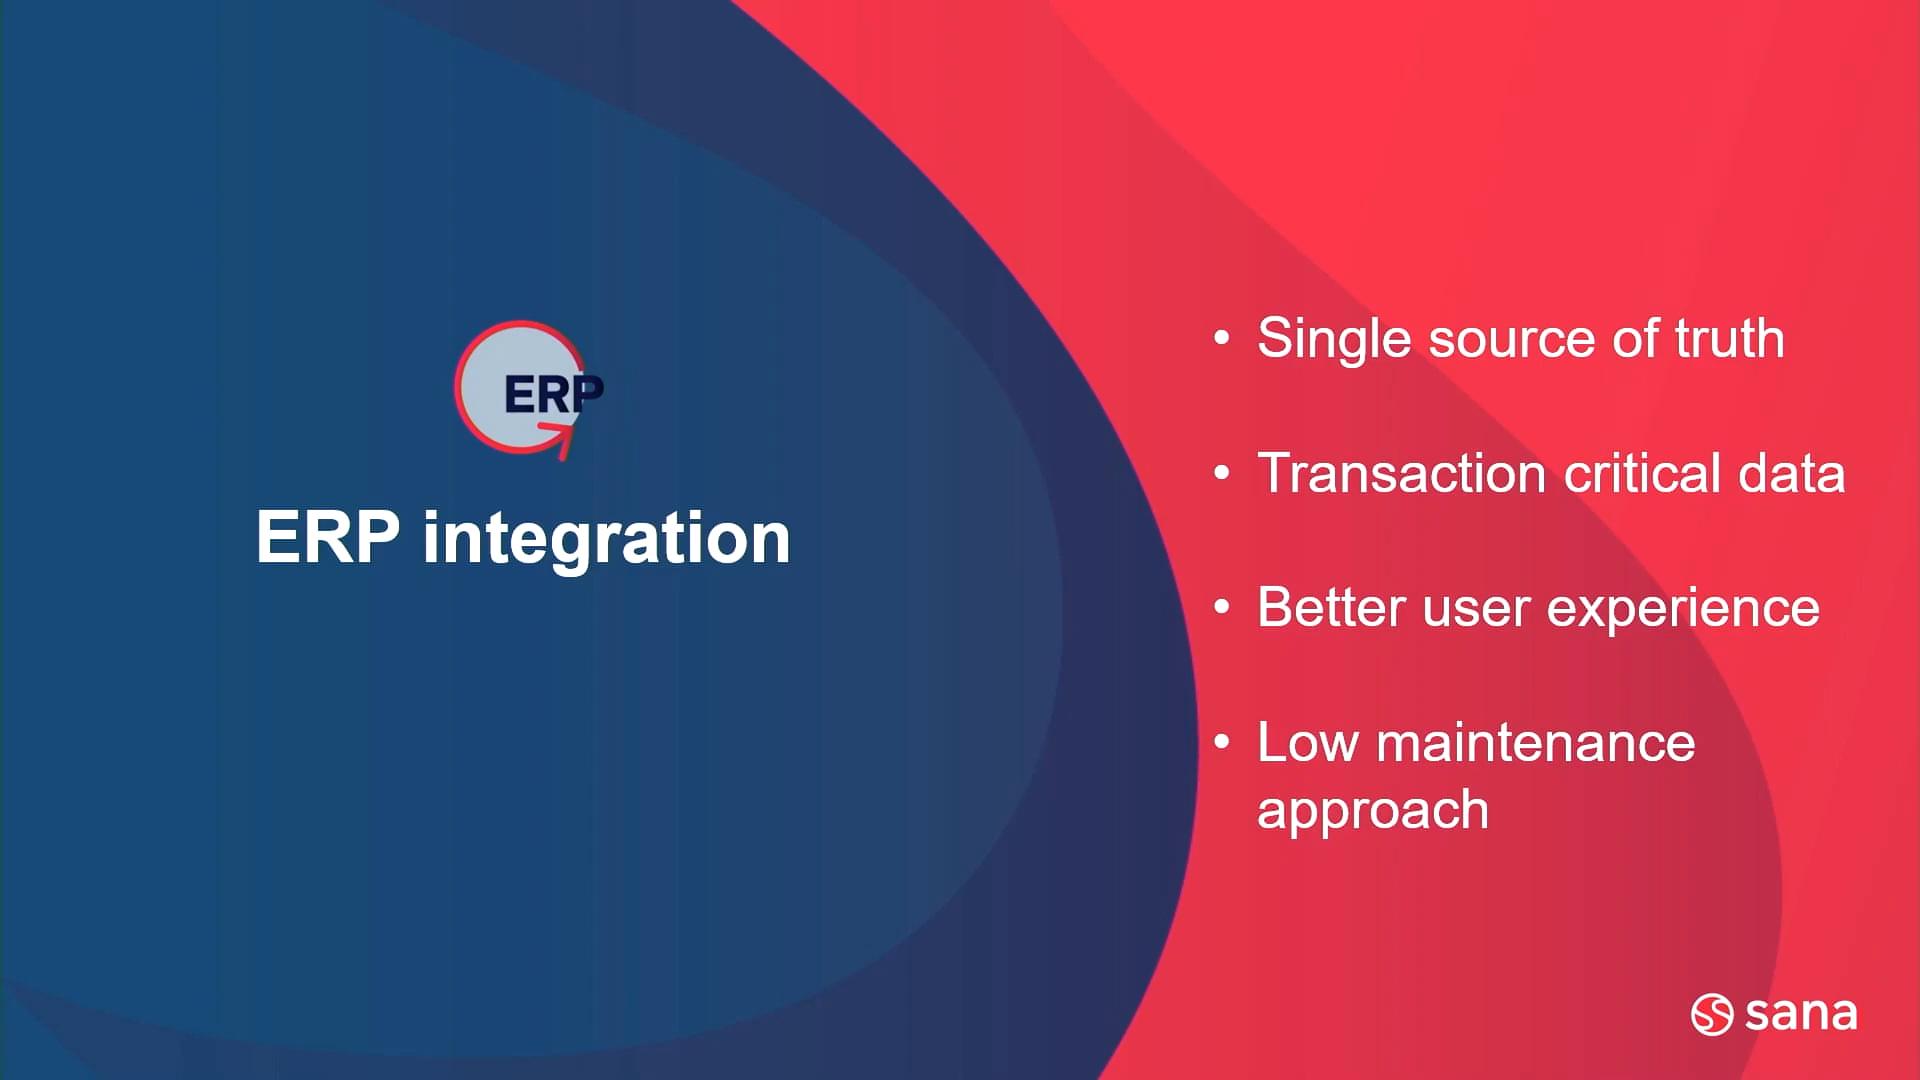 ERP
ERP integration
• Single source of truth
• Transaction critical data
• Better user experience
• Low maintenance
approach
sana